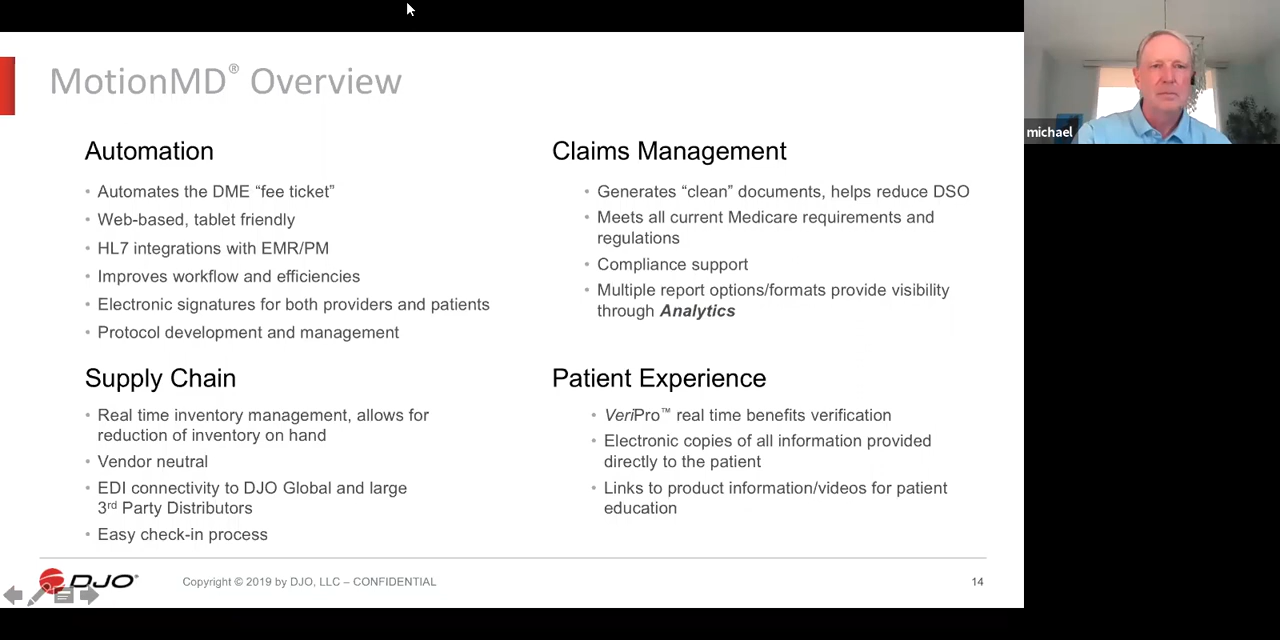 MotionMD® Overview
Automation
• Automates the DME “fee ticket”
• Web-based, tablet friendly
• HL7 integrations with EMR/PM
• Improves workflow and efficiencies
• Electronic signatures for both providers and patients
• Protocol development and management
Claims Management
• Generates “clean” documents, helps reduce DSO
• Meets all current Medicare requirements and
regulations
• Compliance support
• Multiple report options/formats provide visibility
through Analytics
Supply Chain
• Real time inventory management, allows for
reduction of inventory on hand
• Vendor neutral
• EDI connectivity to DJO Global and large
3rd Party Distributors
• Easy check-in process
Patient Experience
• VeriPro™ real time benefits verification
• Electronic copies of all information provided
directly to the patient
• Links to product information/videos for patient
education
DJO®
Copyright © 2019 by DJO, LLC – CONFIDENTIAL
14
michael